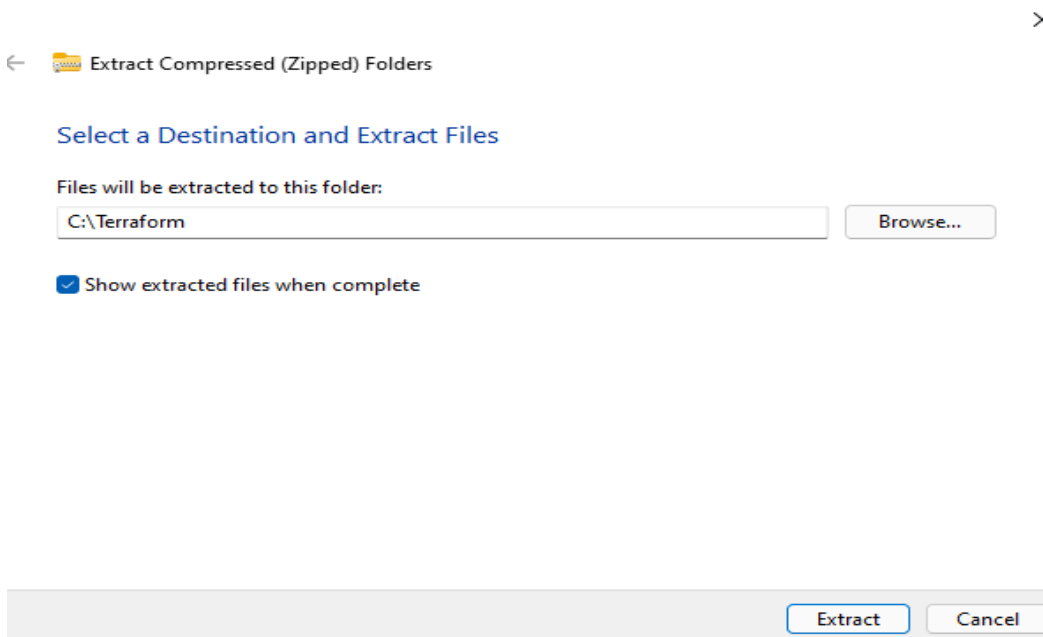 Extract Compressed (Zipped) Folders
Select a Destination and Extract Files
Files will be extracted to this folder:
C:\Terraform
Browse...
Show extracted files when complete
Extract
Cancel